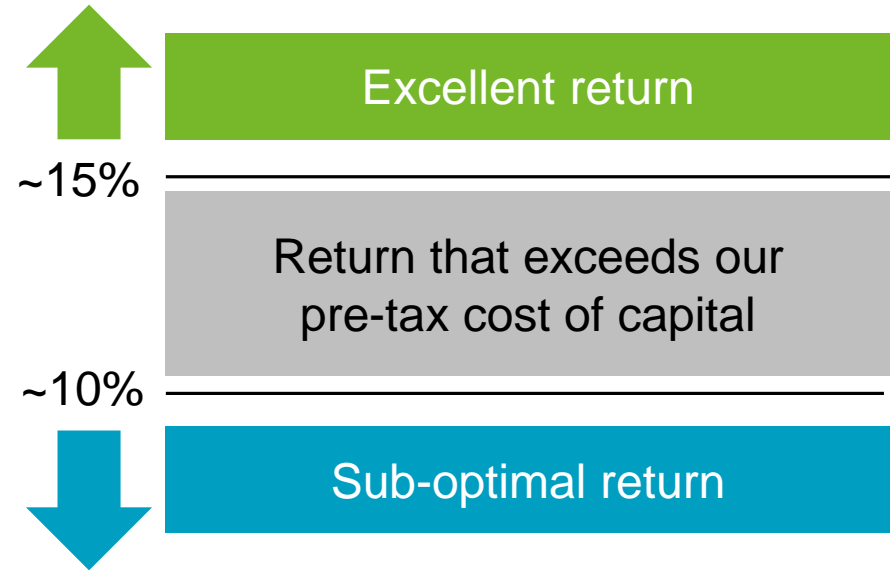 Excellent return
~15%
Return that exceeds our
pre-tax cost of capital
~10%
Sub-optimal return